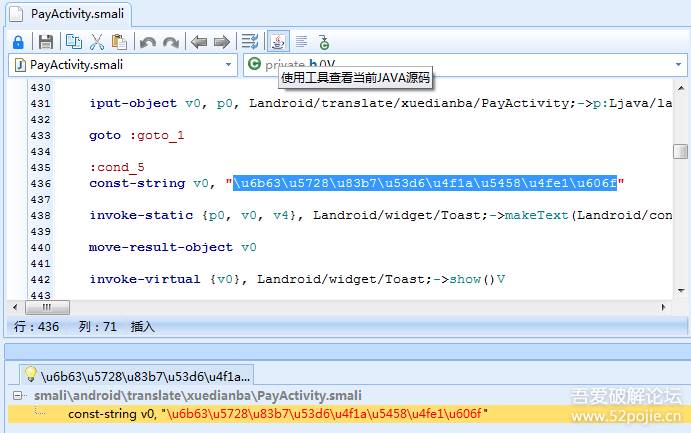 PayActivity.smali
PayActivity.smali
private h()V
使用工具查看当前JAVA源码
430
431 iput-object v0, p0, Landroid/translate/xuedianba/PayActivity;->p:Ljava/la
433 goto :goto_1
435 :cond_5
436 const-string v0, "\u6b63\u5728\u83b7\u53d6\u4f1a\u5458\u4fe1\u606f"
438 invoke-static {p0, v0, v4}, Landroid/widget/Toast;->makeText(Landroid/con
440 move-result-object v0
442 invoke-virtual {v0}, Landroid/widget/Toast;->show()V
443
行：436 列：71 插入
\u6b63\u5728\u83b7\u53d6\u4f1a...
smali\android\translate\xuedianba\PayActivity.smali
const-string v0, "\u6b63\u5728\u83b7\u53d6\u4f1a\u5458\u4fe1\u606f"
吾爱破解论坛
www.52pojie.cn